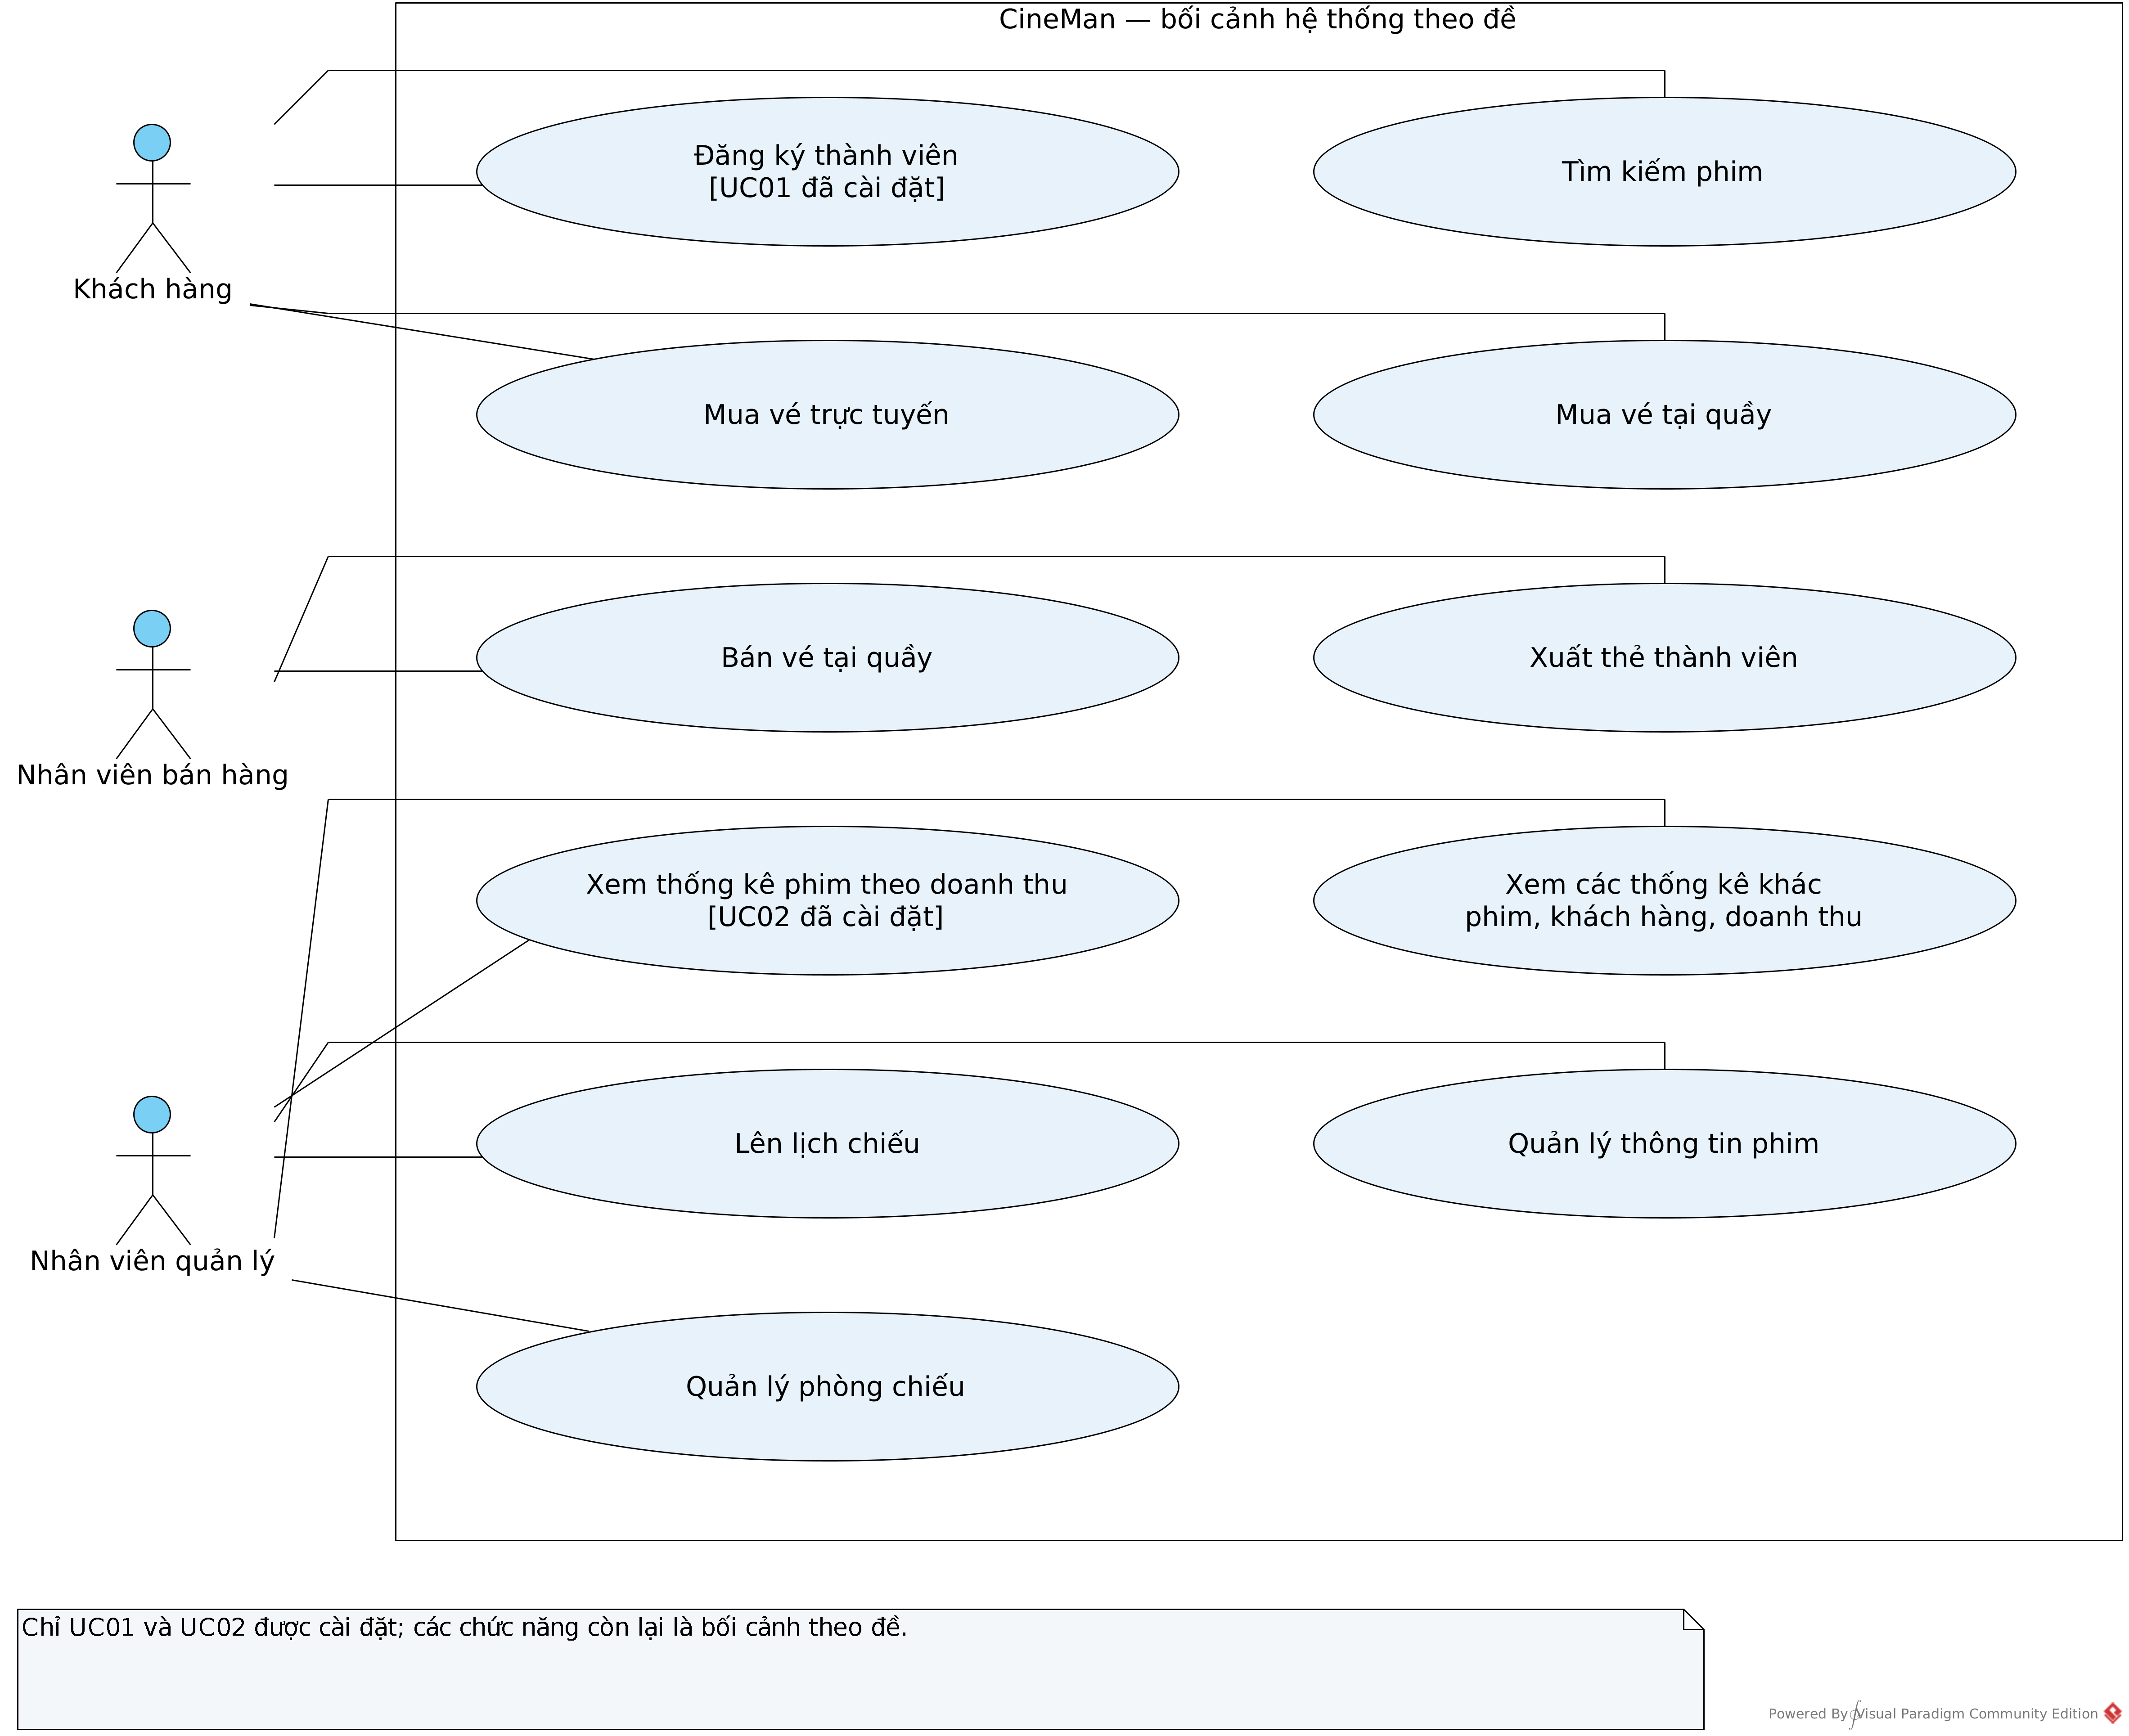 CineMan — bối cảnh hệ thống theo đề
Đăng ký thành viên
[UC01 đã cài đặt]
Tìm kiếm phim
Khách hàng
Mua vé trực tuyến
Mua vé tại quầy
Bán vé tại quầy
Xuất thẻ thành viên
Nhân viên bán hàng
Xem thống kê phim theo doanh thu
[UC02 đã cài đặt]
Xem các thống kê khác
phim, khách hàng, doanh thu
Lên lịch chiếu
Quản lý thông tin phim
Nhân viên quản lý
Quản lý phòng chiếu
Chỉ UC01 và UC02 được cài đặt; các chức năng còn lại là bối cảnh theo đề.
Powered By Visual Paradigm Community Edition